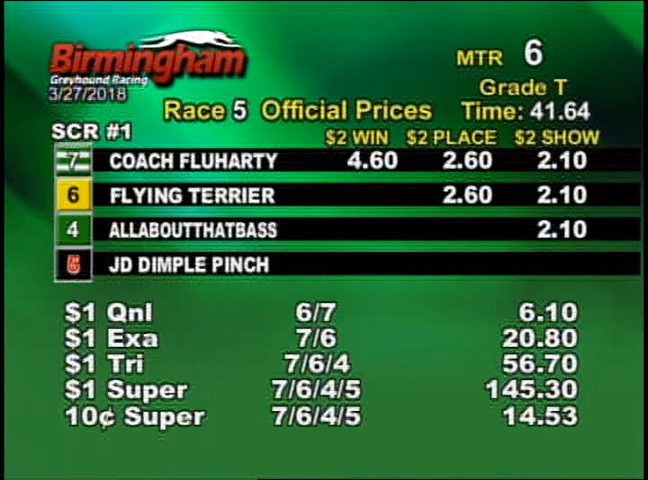 Birmingham
Greyhound Racing
3/27/2018
MTR 6
Grade T
Race 5 Official Prices Time: 41.64
SCR #1 $2 WIN $2 PLACE $2 SHOW
7 COACH FLUHARTY 4.60 2.60 2.10
6 FLYING TERRIER 2.60 2.10
4 ALLABOUTTHATBASS 2.10
JD DIMPLE PINCH
$1 Qnl 6/7 6.10
$1 Exa 7/6 20.80
$1 Tri 7/6/4 56.70
$1 Super 7/6/4/5 145.30
10¢ Super 7/6/4/5 14.53